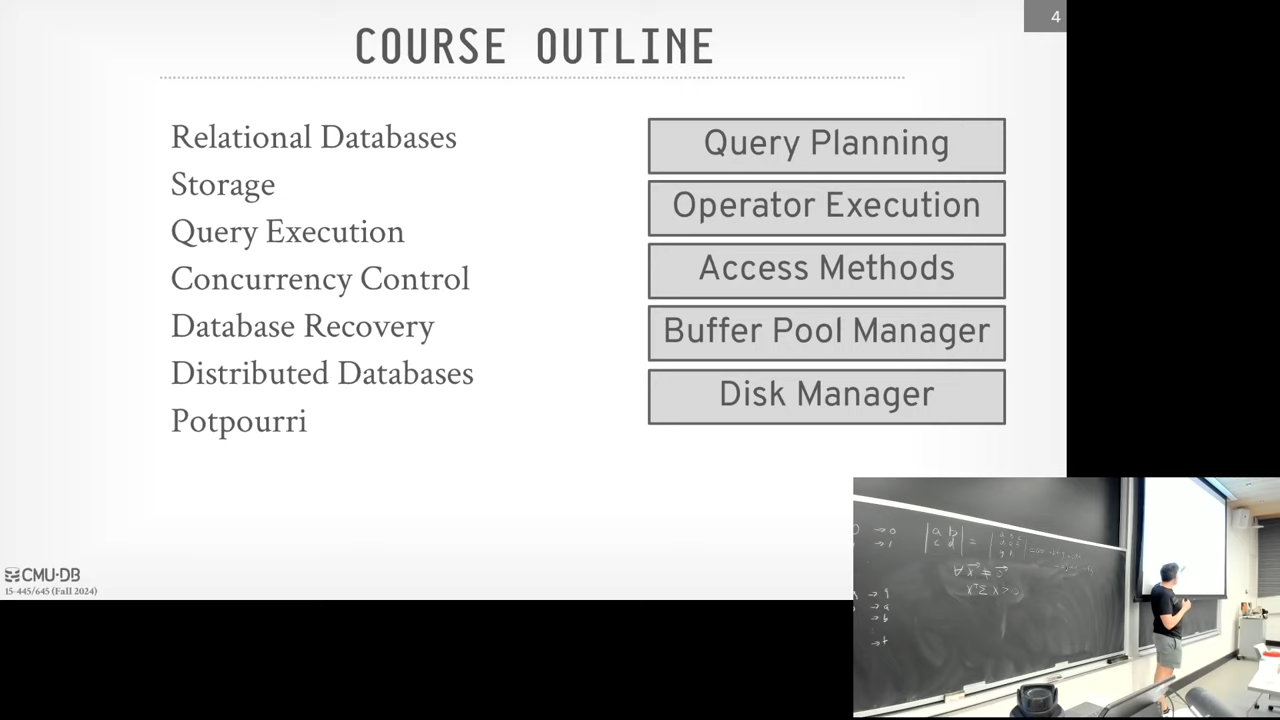 4
COURSE OUTLINE
Relational Databases
Storage
Query Execution
Concurrency Control
Database Recovery
Distributed Databases
Potpourri
Query Planning
Operator Execution
Access Methods
Buffer Pool Manager
Disk Manager
CMU·DB
15-445/645 (Fall 2024)
a b
c d
∀ x⃗ ≠ 0⃗